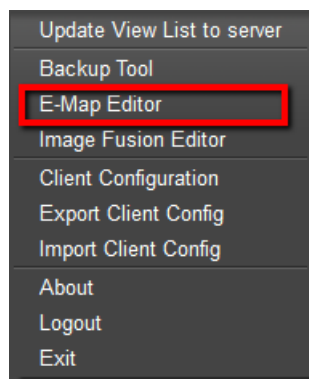 Update View List to server
Backup Tool
E-Map Editor
Image Fusion Editor
Client Configuration
Export Client Config
Import Client Config
About
Logout
Exit